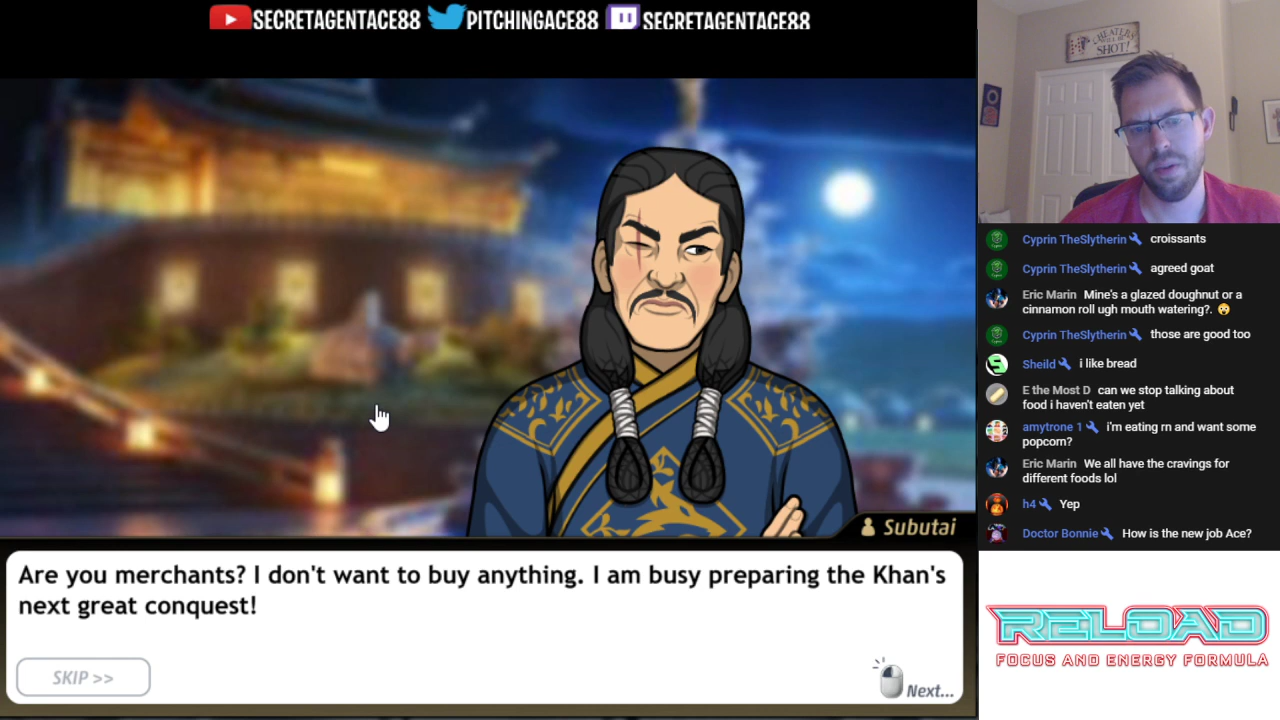 SECRETAGENTACE88 PITCHINGACE88 SECRETAGENTACE88
CHEATERS
WILL BE
SHOT!
Cyprin TheSlytherin croissants
Cyprin TheSlytherin agreed goat
Eric Marin Mine's a glazed doughnut or a
cinnamon roll ugh mouth watering?. 😯
Cyprin TheSlytherin those are good too
Sheild i like bread
E the Most D can we stop talking about
food i haven't eaten yet
amytrone 1 i'm eating rn and want some
popcorn?
Eric Marin We all have the cravings for
different foods lol
h4 Yep
Doctor Bonnie How is the new job Ace?
Subutai
Are you merchants? I don't want to buy anything. I am busy preparing the Khan's
next great conquest!
SKIP >>
Next...
RELOAD
FOCUS AND ENERGY FORMULA